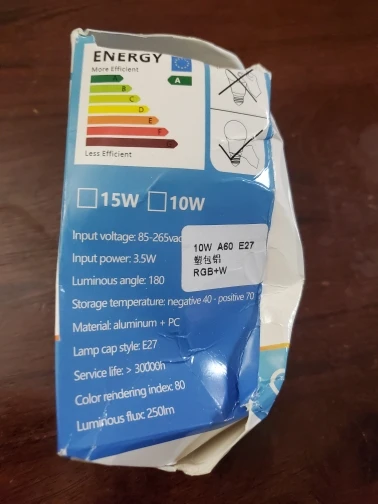 ENERGY
More Efficient
A
A
B
C
D
E
F
G
Less Efficient
15W 10W
Input voltage: 85-265vac
10W A60 E27
塑包铝
RGB+W
Input power: 3.5W
Luminous angle: 180
Storage temperature: negative 40 - positive 70
Material: aluminum + PC
Lamp cap style: E27
Service life: > 30000h
Color rendering index: 80
Luminous flux: 250lm